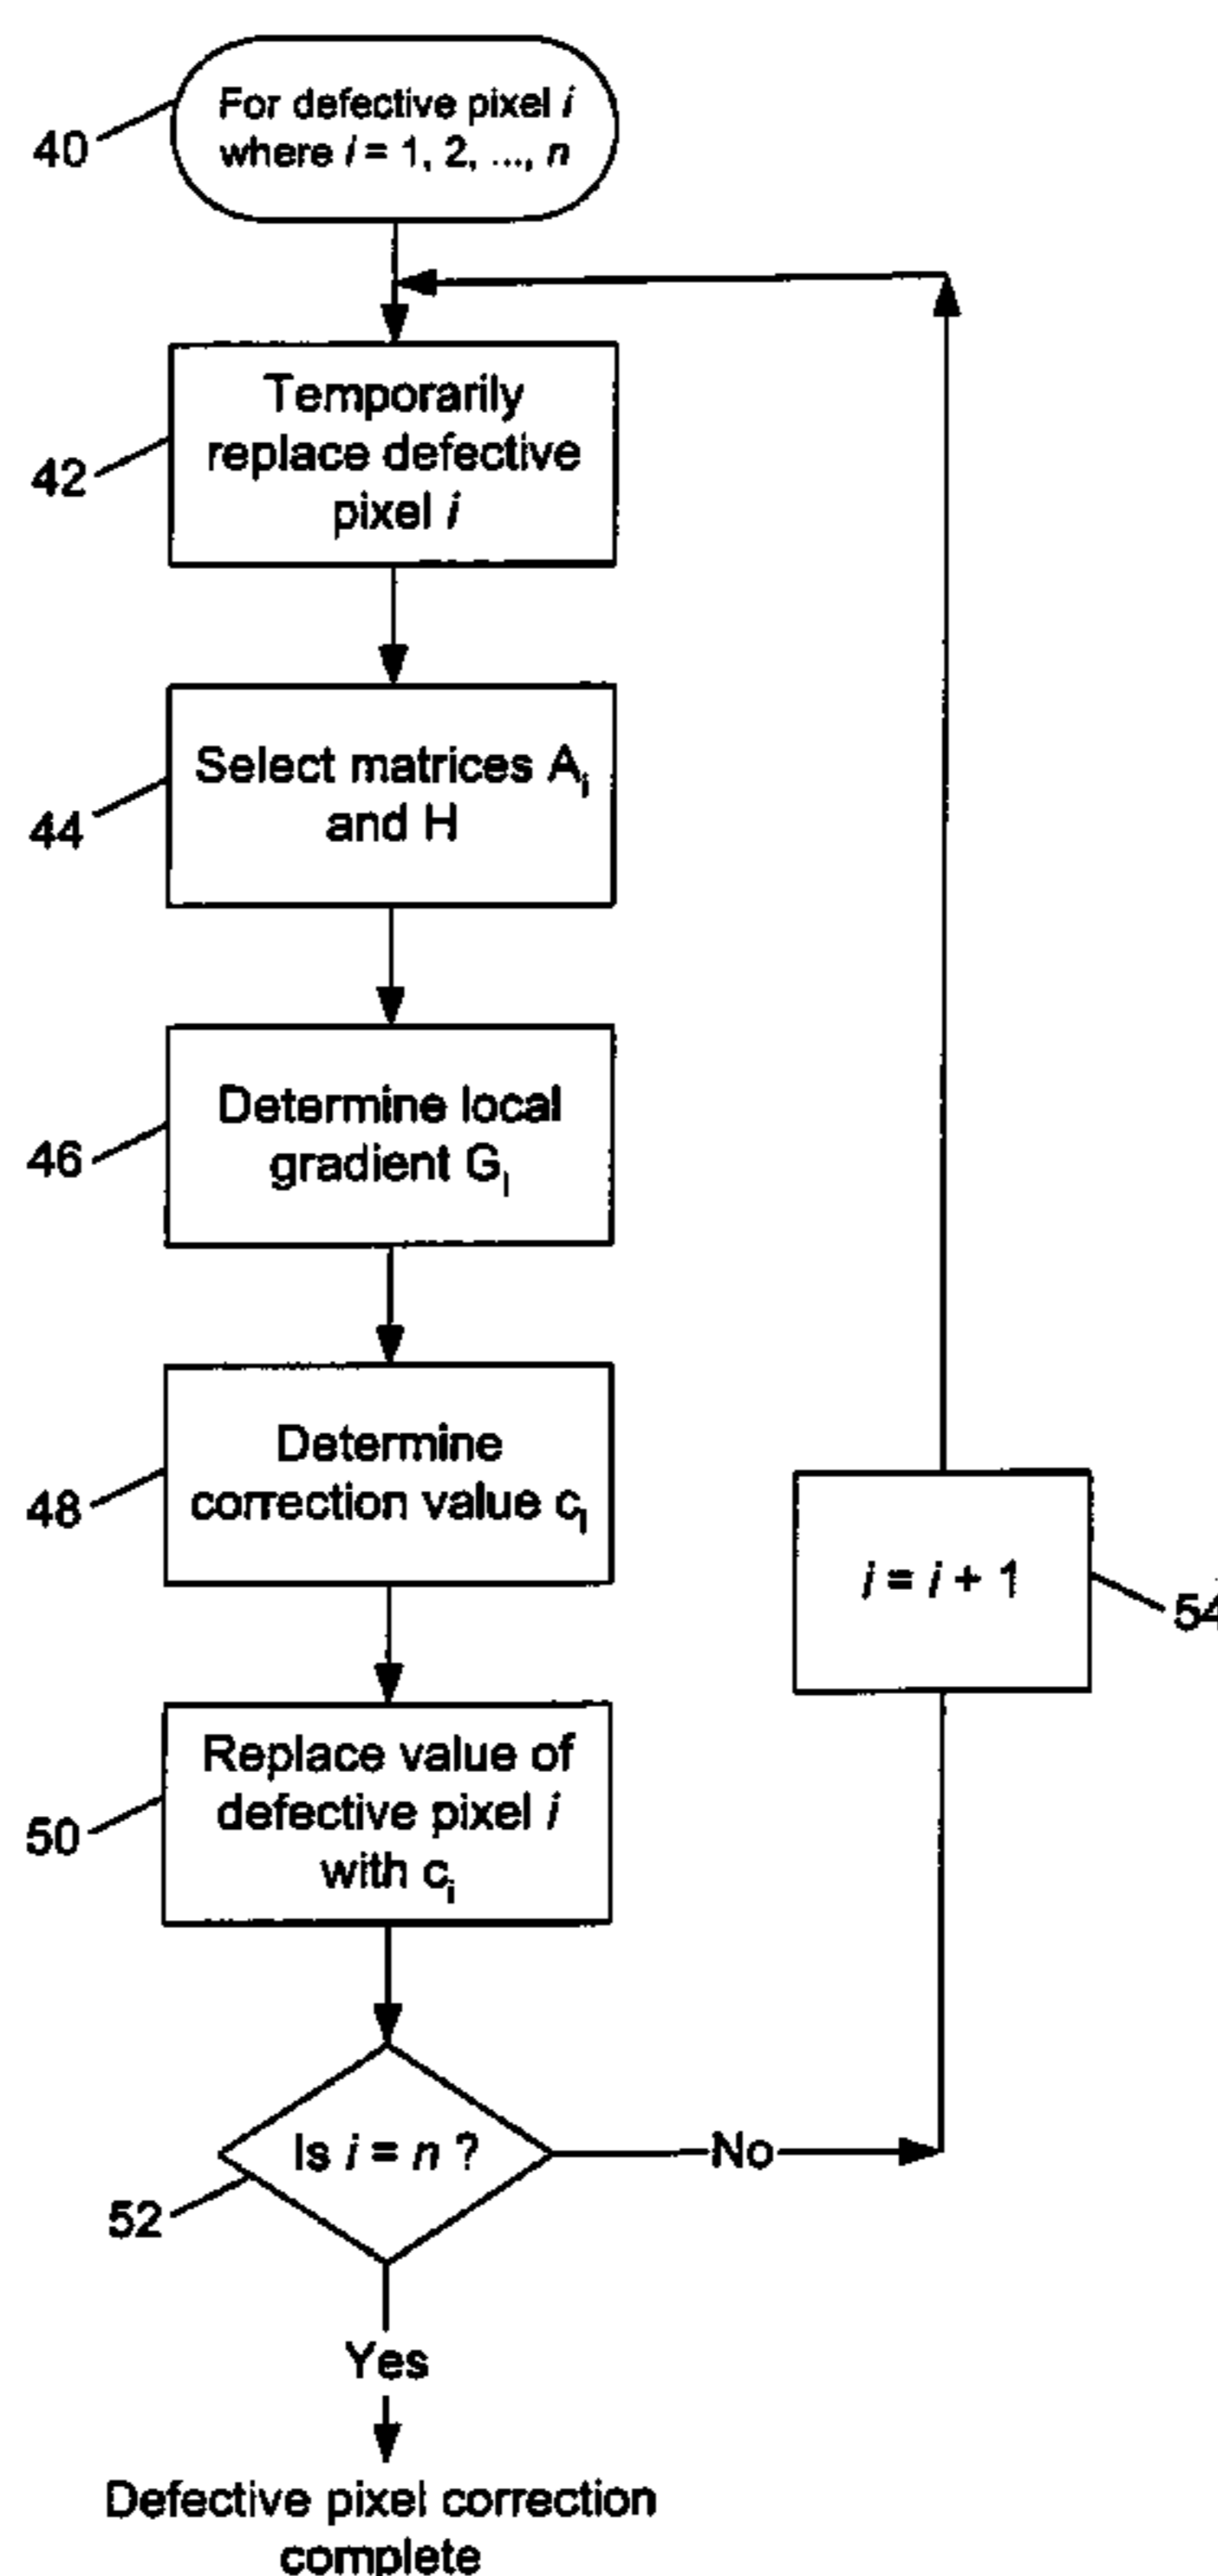 For defective pixel i
where i = 1, 2, ..., n
40
Temporarily
replace defective
pixel i
42
Select matrices Ai
and H
44
Determine local
gradient Gi
46
Determine
correction value ci
48
i = i + 1
54
Replace value of
defective pixel i
with ci
50
Is i = n ?
No
52
Yes
Defective pixel correction
complete